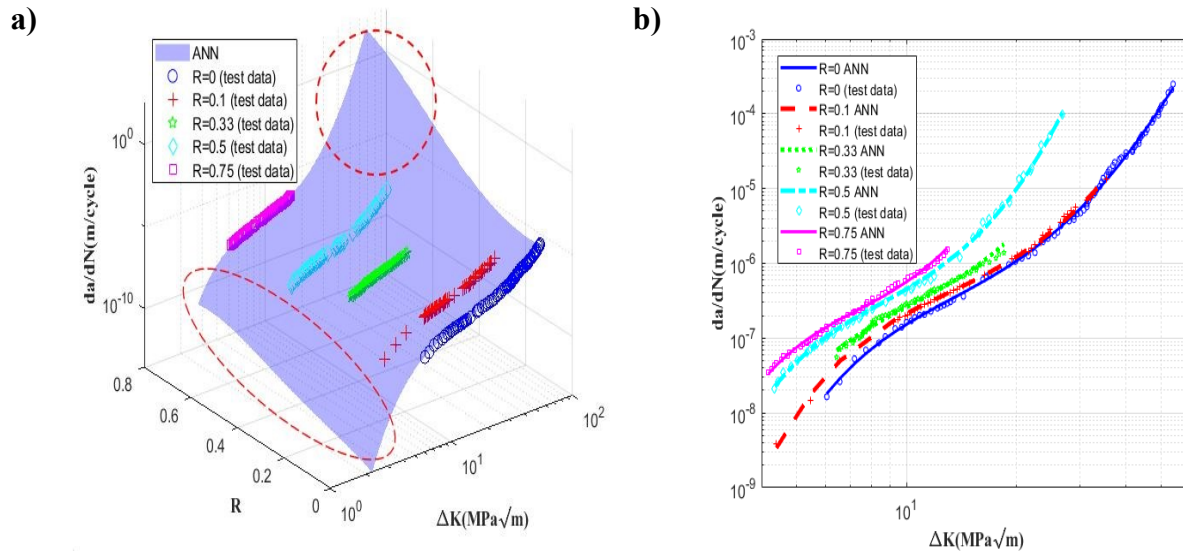 a)
ANN
R=0 (test data)
R=0.1 (test data)
R=0.33 (test data)
R=0.5 (test data)
R=0.75 (test data)
da/dN(m/cycle)
10^0
10^-10
0.8
0.6
0.4
0.2
0
R
10^0
10^1
10^2
ΔK(MPa√m)
b)
R=0 ANN
R=0 (test data)
R=0.1 ANN
R=0.1 (test data)
R=0.33 ANN
R=0.33 (test data)
R=0.5 ANN
R=0.5 (test data)
R=0.75 ANN
R=0.75 (test data)
da/dN(m/cycle)
10^-3
10^-4
10^-5
10^-6
10^-7
10^-8
10^-9
10^1
ΔK(MPa√m)